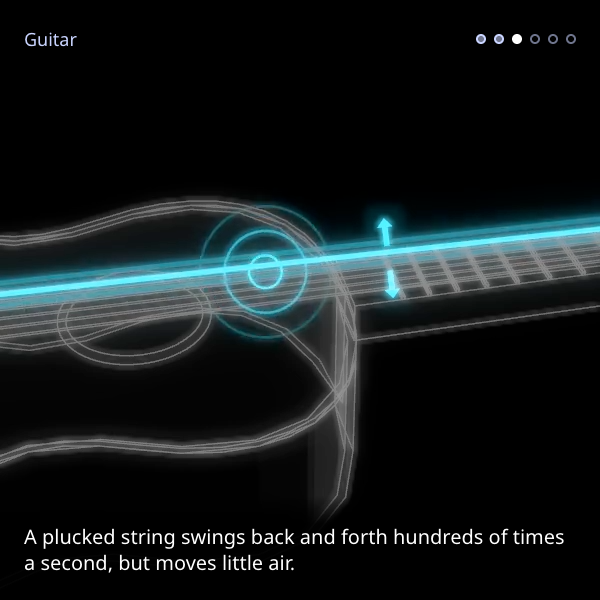 Guitar
A plucked string swings back and forth hundreds of times
a second, but moves little air.